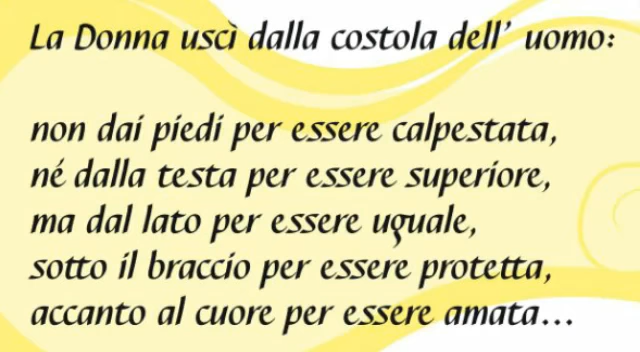 La Donna uscì dalla costola dell' uomo:
non dai piedi per essere calpestata,
né dalla testa per essere superiore,
ma dal lato per essere uguale,
sotto il braccio per essere protetta,
accanto al cuore per essere amata...